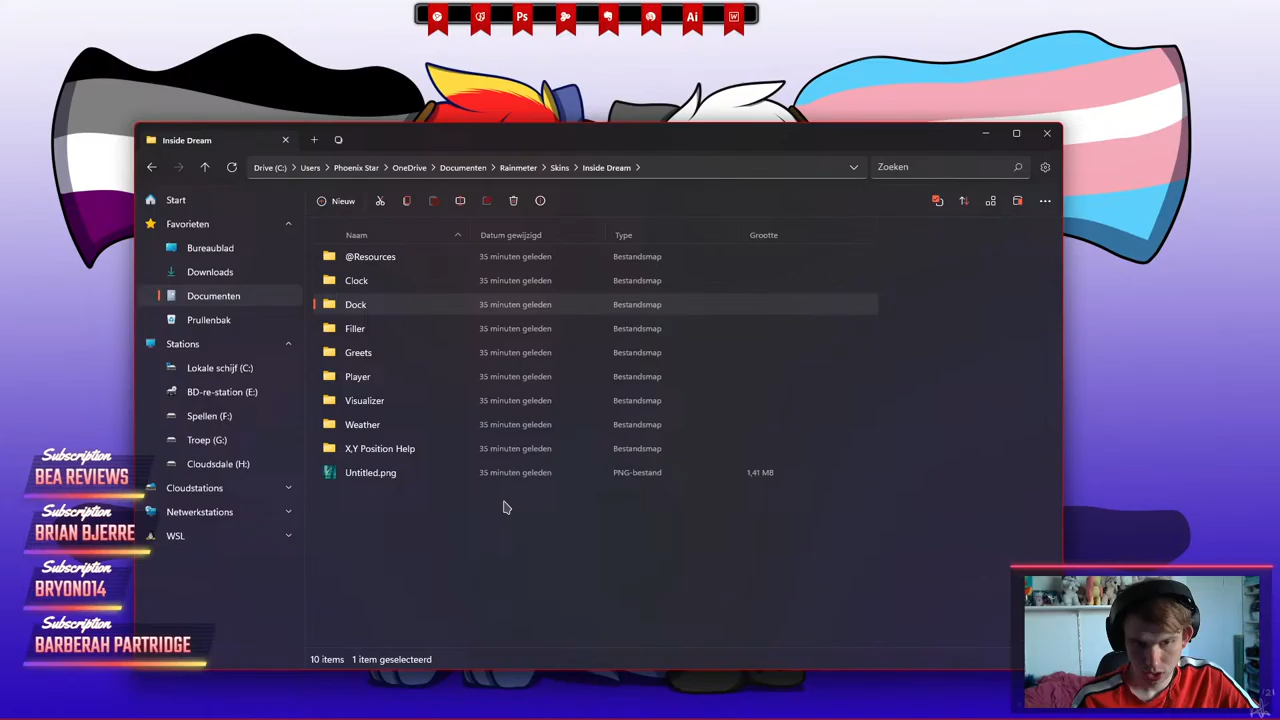 Ps
Ai
W
Inside Dream
Drive (C:) > Users > Phoenix Star > OneDrive > Documenten > Rainmeter > Skins > Inside Dream >
Zoeken
Nieuw
Start
Favorieten
Bureaublad
Downloads
Documenten
Prullenbak
Stations
Lokale schijf (C:)
BD-re-station (E:)
Spellen (F:)
Troep (G:)
Cloudsdale (H:)
Cloudstations
Netwerkstations
WSL
Naam Datum gewijzigd Type Grootte
@Resources 35 minuten geleden Bestandsmap
Clock 35 minuten geleden Bestandsmap
Dock 35 minuten geleden Bestandsmap
Filler 35 minuten geleden Bestandsmap
Greets 35 minuten geleden Bestandsmap
Player 35 minuten geleden Bestandsmap
Visualizer 35 minuten geleden Bestandsmap
Weather 35 minuten geleden Bestandsmap
X,Y Position Help 35 minuten geleden Bestandsmap
Untitled.png 35 minuten geleden PNG-bestand 1,41 MB
10 items 1 item geselecteerd
Subscription
BEA REVIEWS
Subscription
BRIAN BJERRE
Subscription
BRYONO14
Subscription
BARBERAH PARTRIDGE